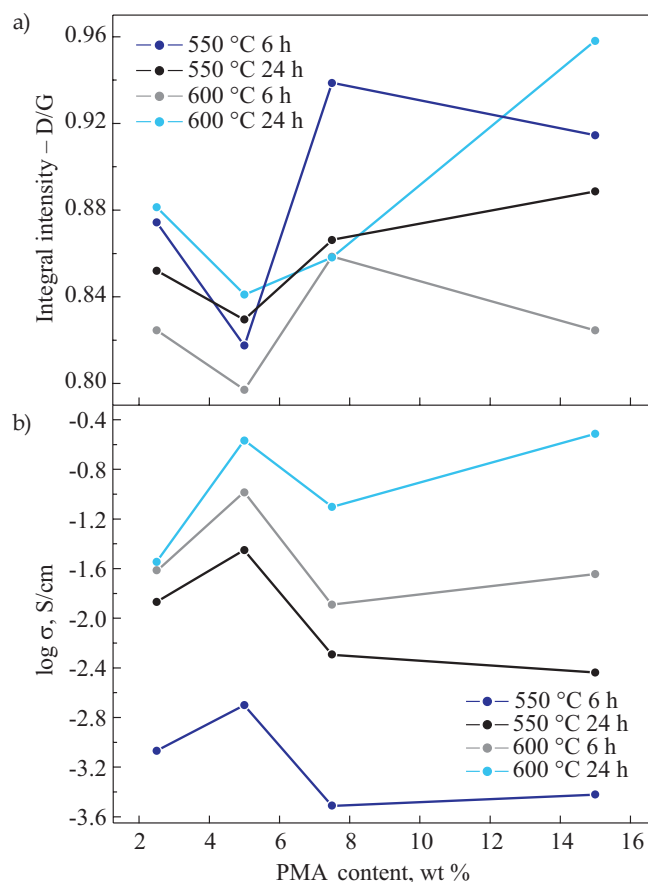 a)
Integral intensity – D/G
0.96
0.92
0.88
0.84
0.80
550 °C 6 h
550 °C 24 h
600 °C 6 h
600 °C 24 h
b)
log σ, S/cm
-0.4
-0.8
-1.2
-1.6
-2.0
-2.4
-2.8
-3.2
-3.6
550 °C 6 h
550 °C 24 h
600 °C 6 h
600 °C 24 h
2 4 6 8 10 12 14 16
PMA content, wt %